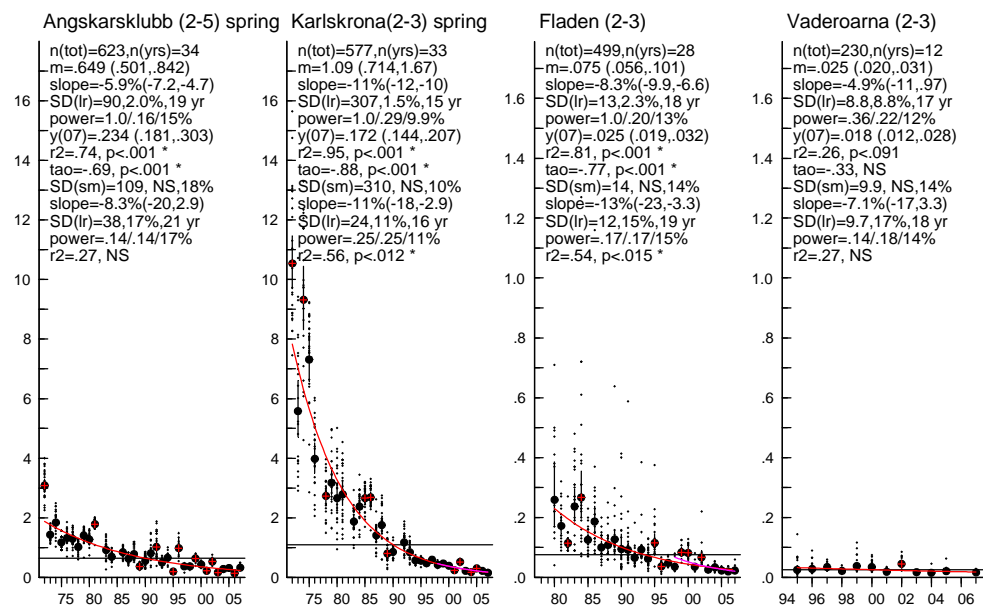 Angskarsklubb (2-5) spring
n(tot)=623,n(yrs)=34
m=.649 (.501,.842)
slope=-5.9%(-7.2,-4.7)
SD(lr)=90,2.0%,19 yr
power=1.0/.16/15%
y(07)=.234 (.181,.303)
r2=.74, p<.001 *
tao=-.69, p<.001 *
SD(sm)=109, NS,18%
slope=-8.3%(-20,2.9)
SD(lr)=38,17%,21 yr
power=.14/.14/17%
r2=.27, NS
16
14
12
10
8
6
4
2
0
75 80 85 90 95 00 05
Karlskrona(2-3) spring
n(tot)=577,n(yrs)=33
m=1.09 (.714,1.67)
slope=-11%(-12,-10)
SD(lr)=307,1.5%,15 yr
power=1.0/.29/9.9%
y(07)=.172 (.144,.207)
r2=.95, p<.001 *
tao=-.88, p<.001 *
SD(sm)=310, NS,10%
slope=-11%(-18,-2.9)
SD(lr)=24,11%,16 yr
power=.25/.25/11%
r2=.56, p<.012 *
16
14
12
10
8
6
4
2
0
75 80 85 90 95 00 05
Fladen (2-3)
n(tot)=499,n(yrs)=28
m=.075 (.056,.101)
slope=-8.3%(-9.9,-6.6)
SD(lr)=13,2.3%,18 yr
power=1.0/.20/13%
y(07)=.025 (.019,.032)
r2=.81, p<.001 *
tao=-.77, p<.001 *
SD(sm)=14, NS,14%
slope=-13%(-23,-3.3)
SD(lr)=12,15%,19 yr
power=.17/.17/15%
r2=.54, p<.015 *
1.6
1.4
1.2
1.0
.8
.6
.4
.2
.0
80 85 90 95 00 05
Vaderoarna (2-3)
n(tot)=230,n(yrs)=12
m=.025 (.020,.031)
slope=-4.9%(-11,.97)
SD(lr)=8.8,8.8%,17 yr
power=.36/.22/12%
y(07)=.018 (.012,.028)
r2=.26, p<.091
tao=-.33, NS
SD(sm)=9.9, NS,14%
slope=-7.1%(-17,3.3)
SD(lr)=9.7,17%,18 yr
power=.14/.18/14%
r2=.27, NS
1.6
1.4
1.2
1.0
.8
.6
.4
.2
.0
94 96 98 00 02 04 06